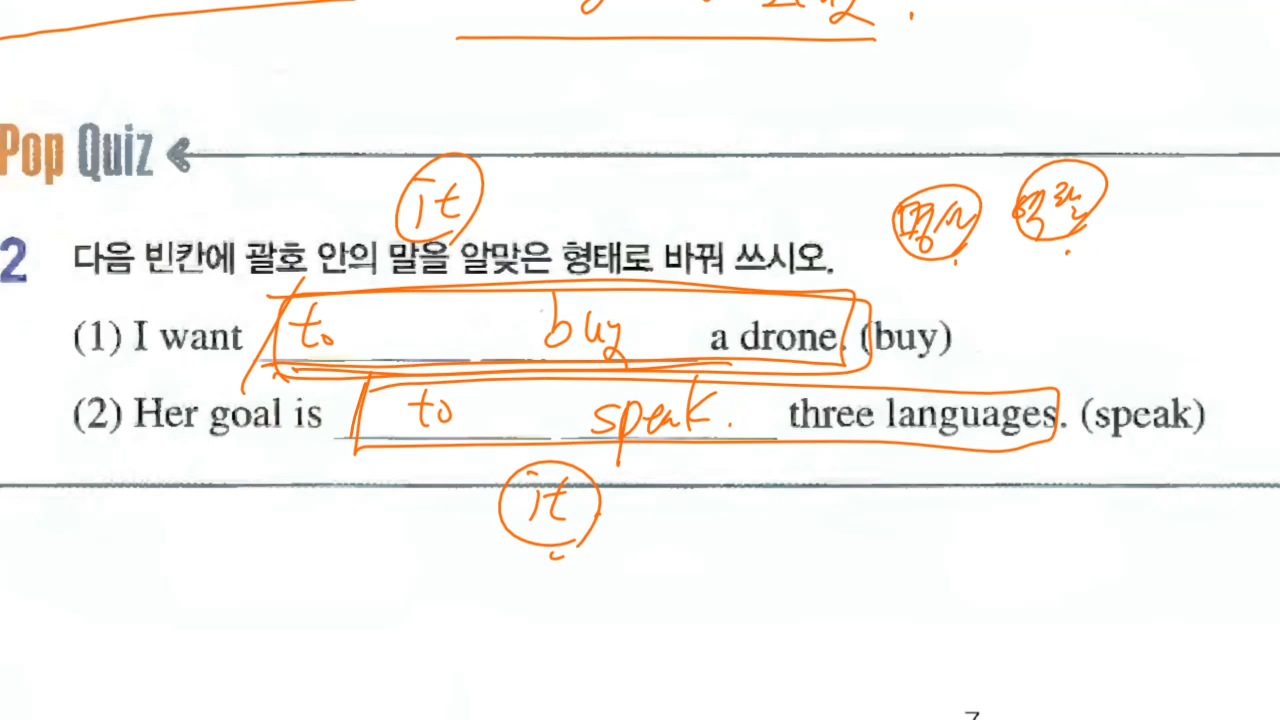 Pop Quiz
it 명사 역할
2 다음 빈칸에 괄호 안의 말을 알맞은 형태로 바꿔 쓰시오.
(1) I want to buy a drone. (buy)
(2) Her goal is to speak. three languages. (speak)
it
7